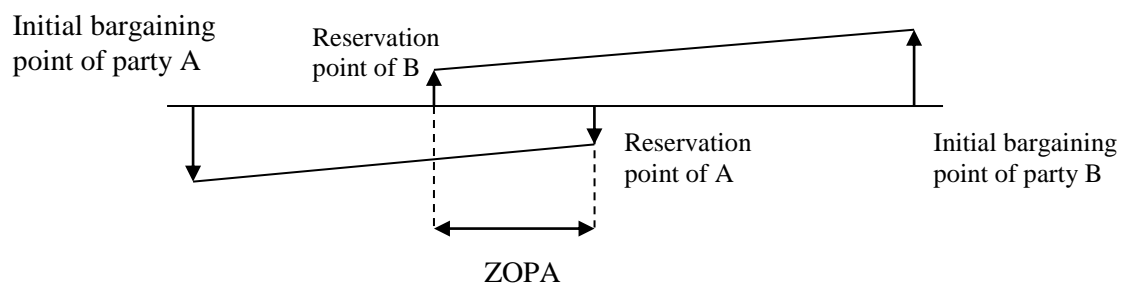 Initial bargaining
point of party A
Reservation
point of B
Reservation
point of A
Initial bargaining
point of party B
ZOPA